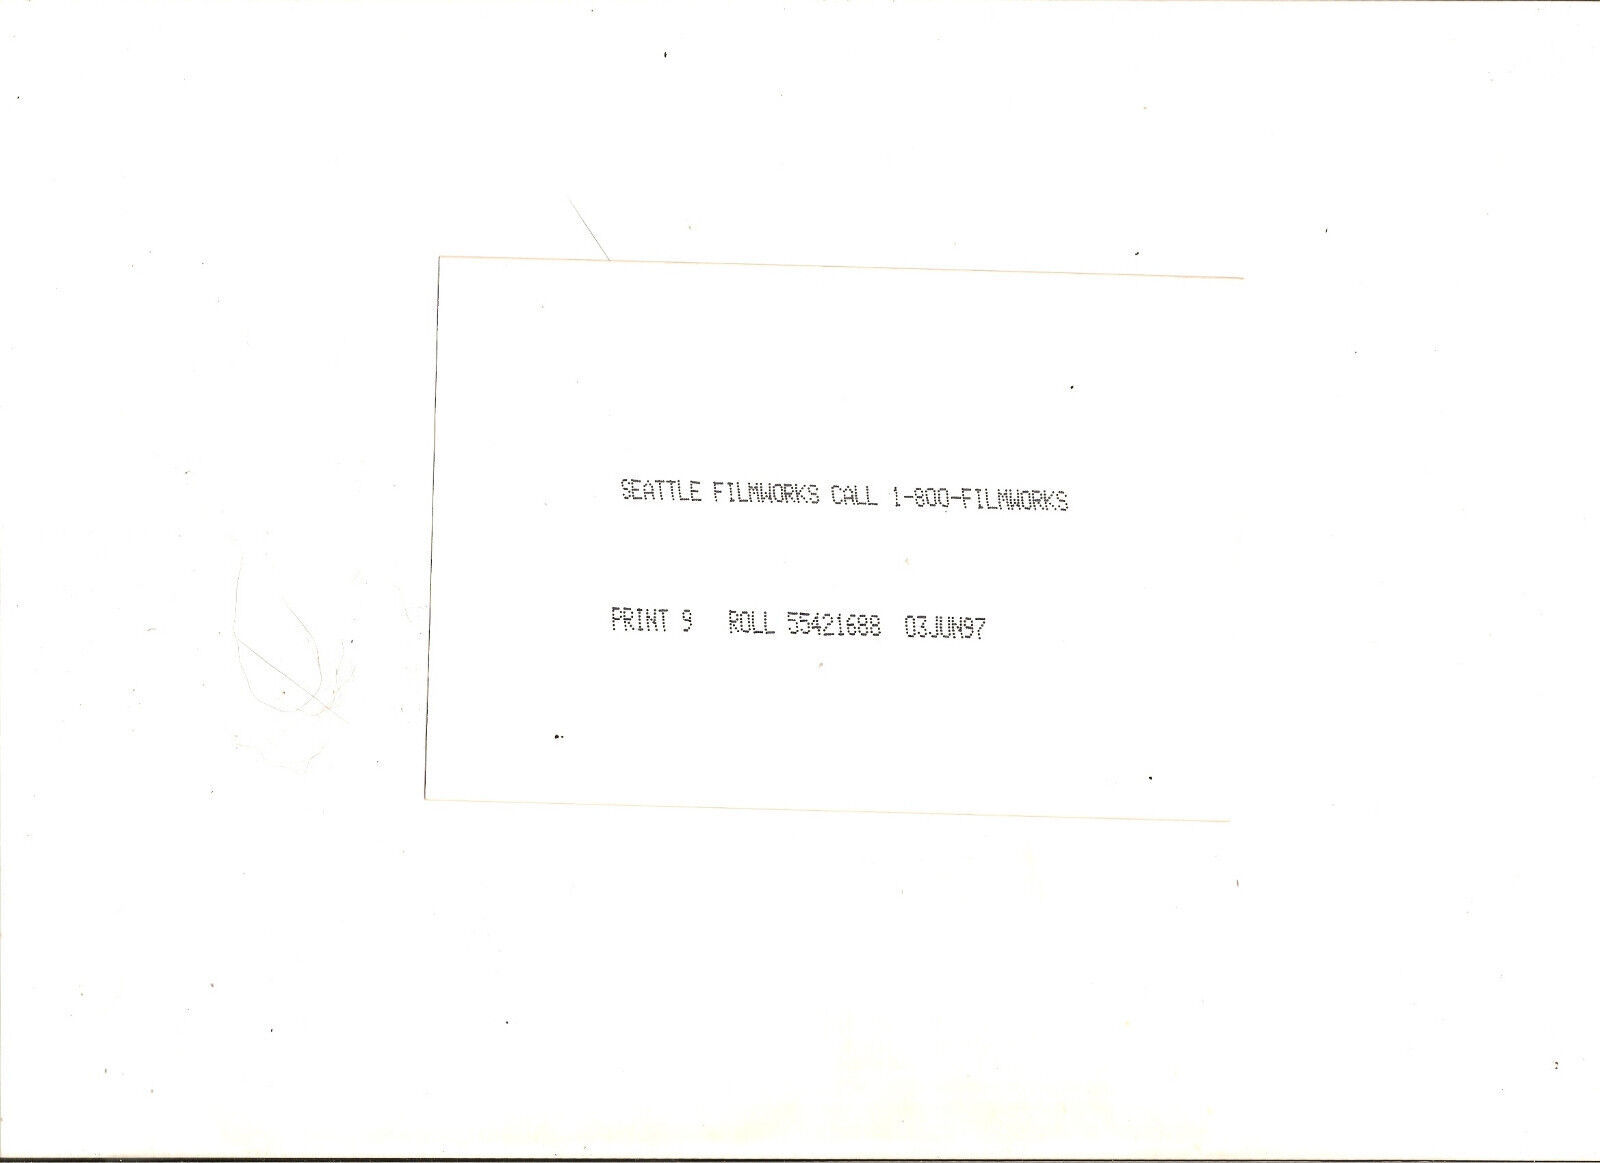 SEATTLE FILMWORKS CALL 1-800-FILMWORKS
PRINT 9 ROLL 55421688 03JUN97